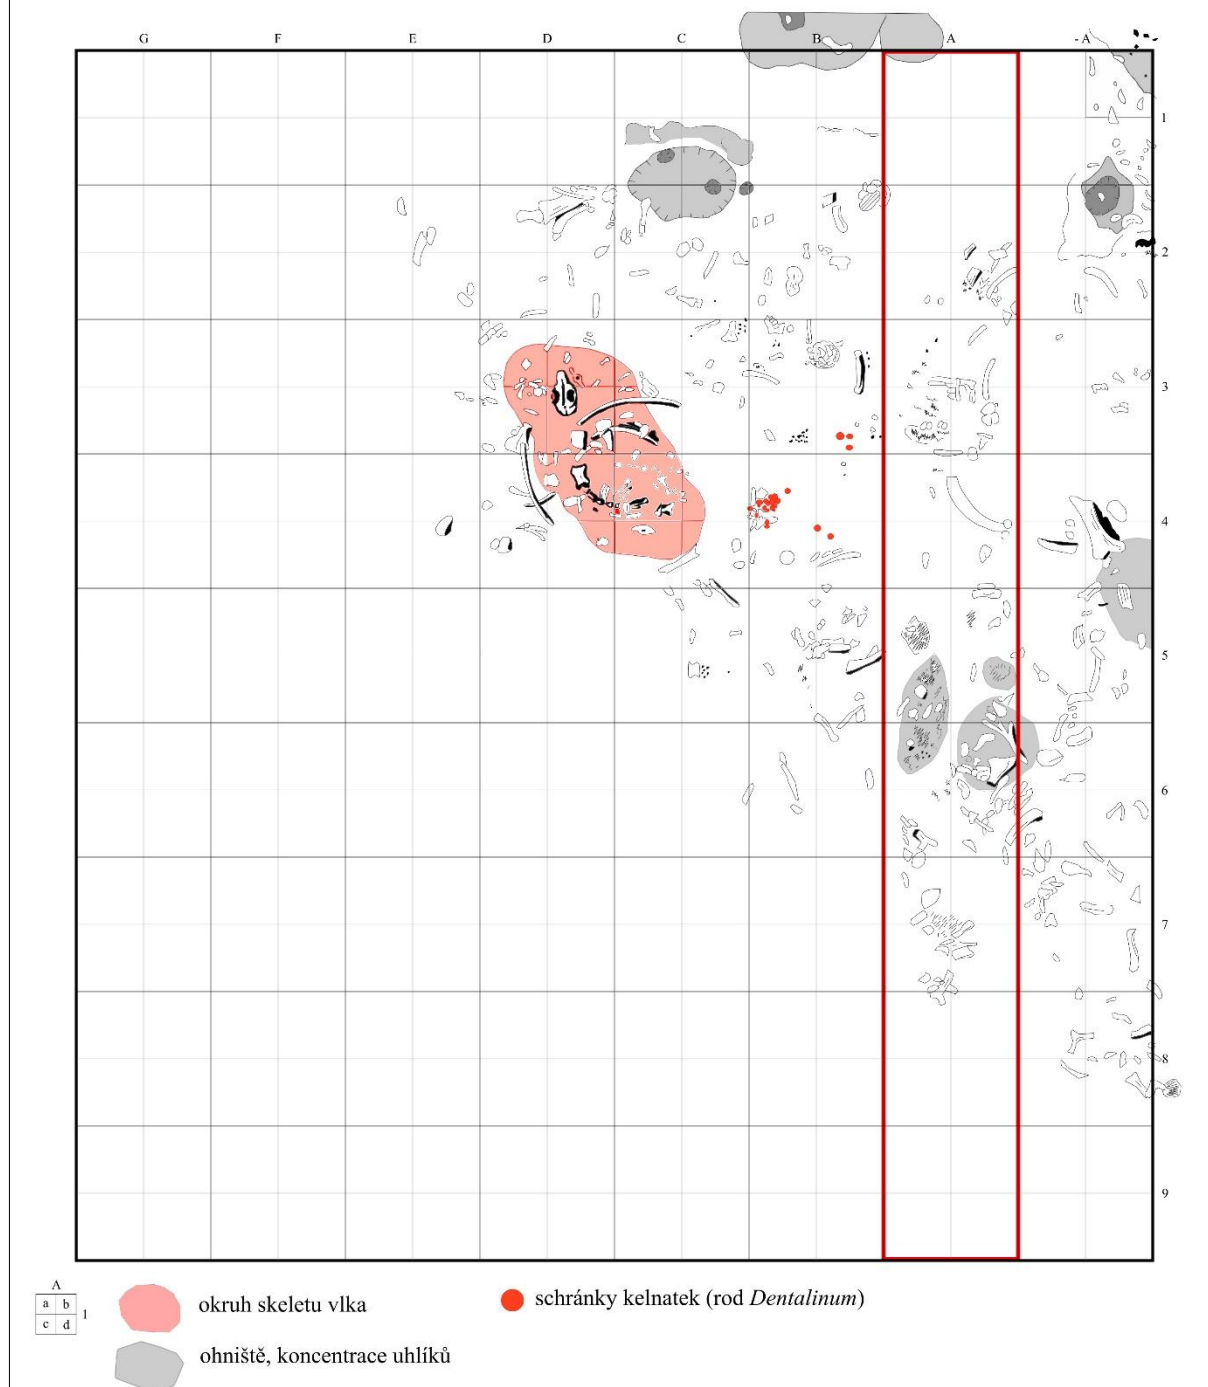 G F E D C B A - A
1
2
3
4
5
6
7
8
9
A
a b
c d
1
okruh skeletu vlka
schránky kelnatek (rod Dentalinum)
ohniště, koncentrace uhlíků